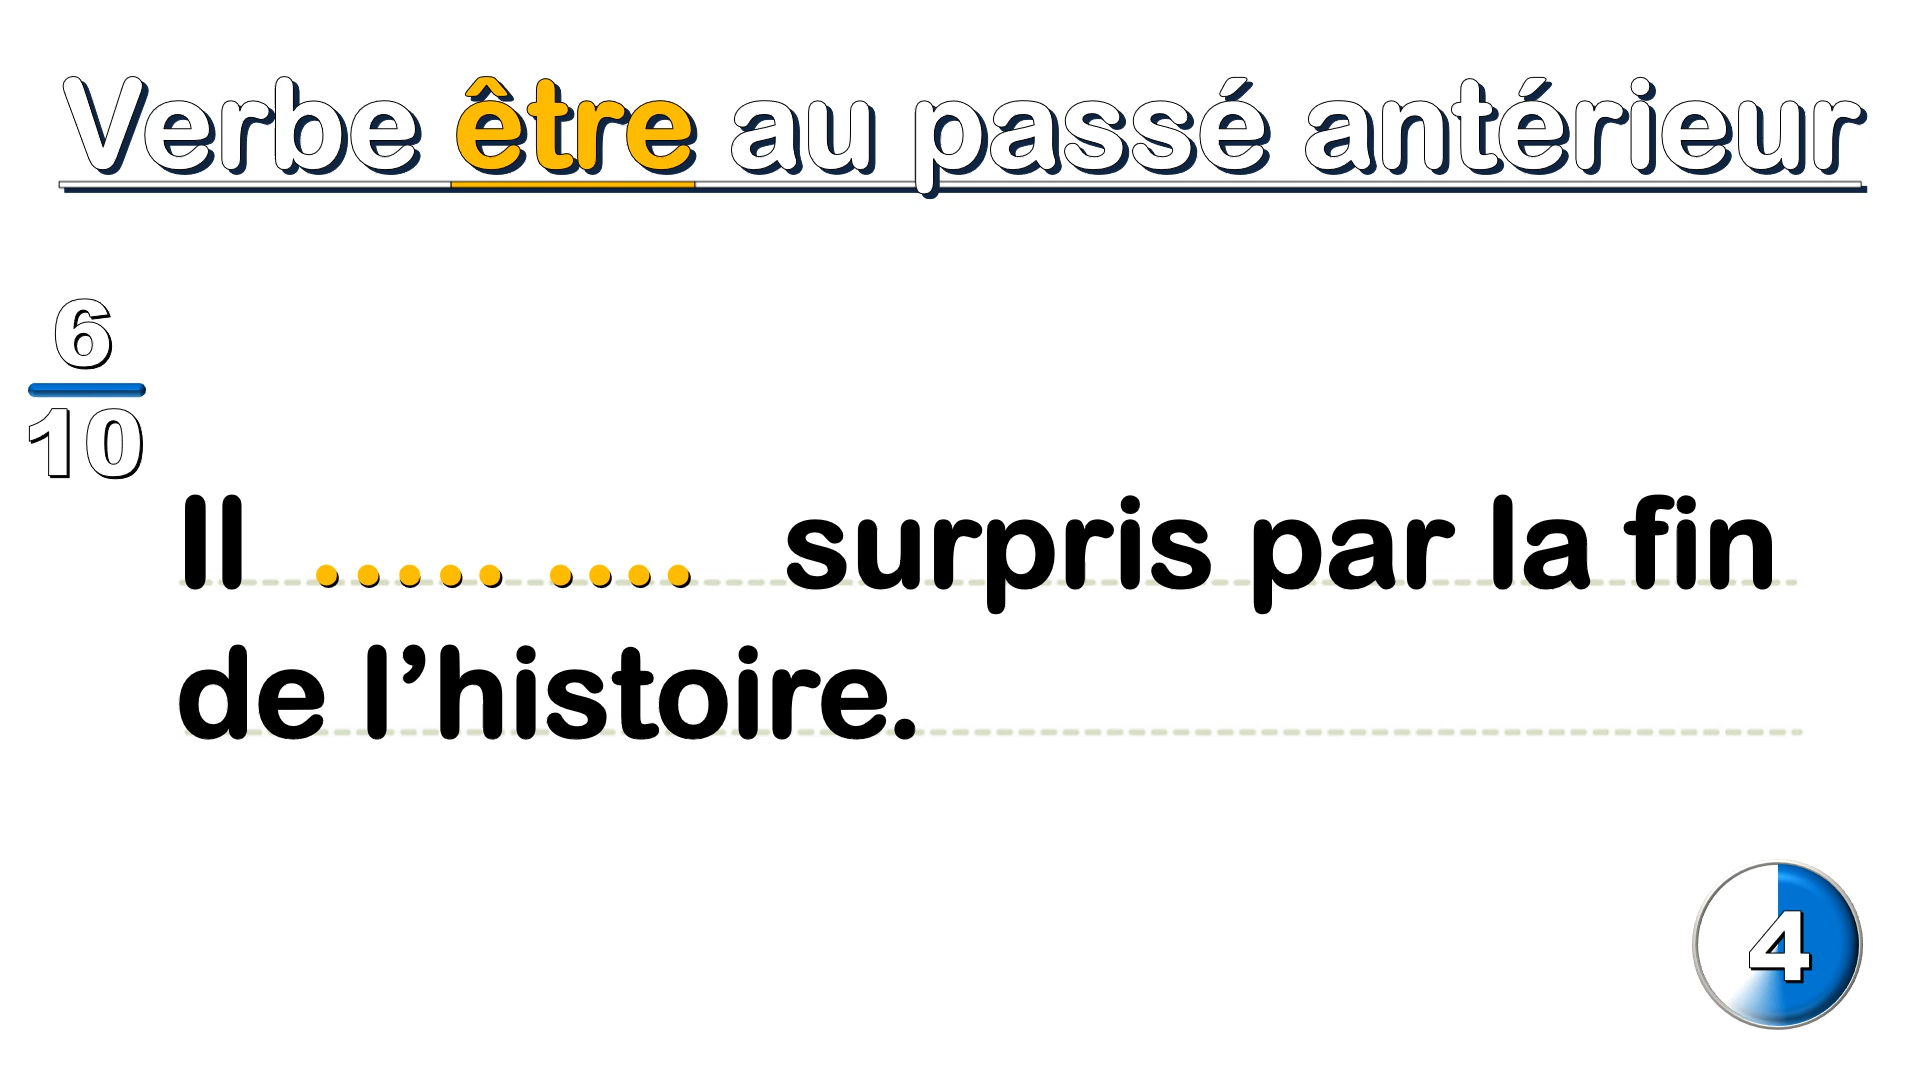 Verbe être au passé antérieur
6
10
Il ..... .... surpris par la fin
de l’histoire.
4